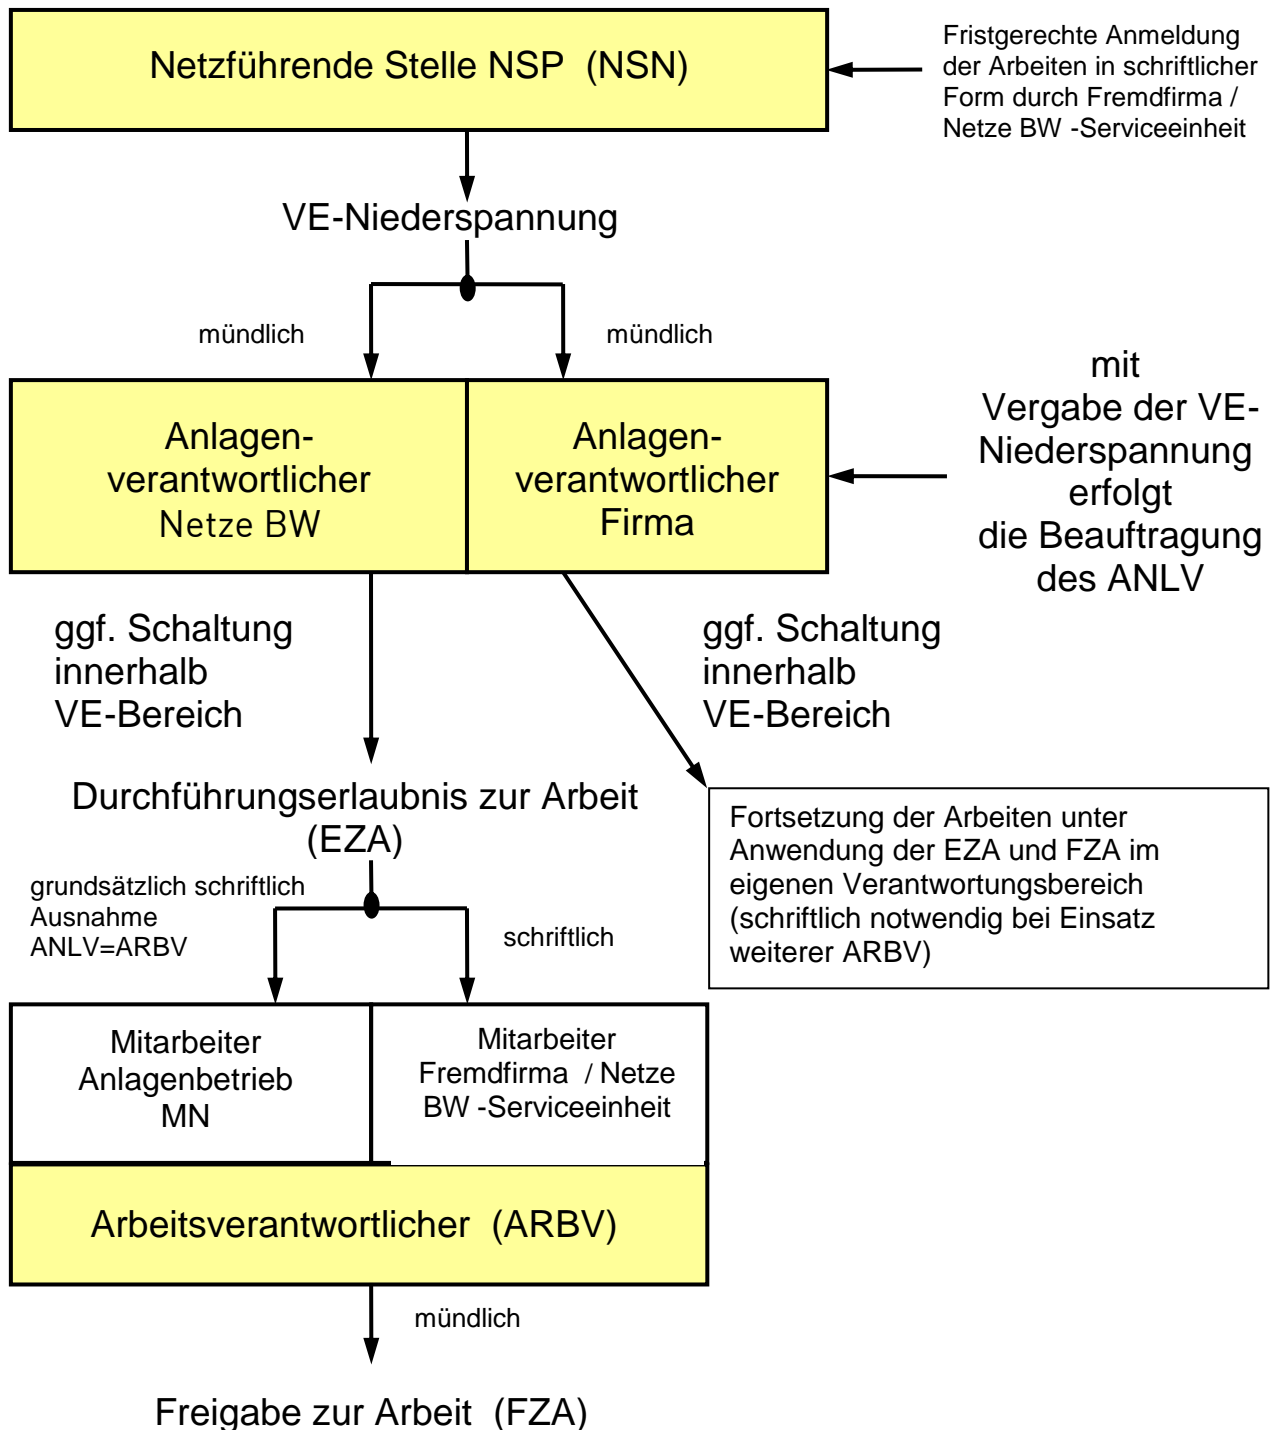 Netzführende Stelle NSP (NSN)
Fristgerechte Anmeldung
der Arbeiten in schriftlicher
Form durch Fremdfirma /
Netze BW -Serviceeinheit
VE-Niederspannung
mündlich
mündlich
Anlagen-
verantwortlicher
Netze BW
Anlagen-
verantwortlicher
Firma
mit
Vergabe der VE-
Niederspannung
erfolgt
die Beauftragung
des ANLV
ggf. Schaltung
innerhalb
VE-Bereich
ggf. Schaltung
innerhalb
VE-Bereich
Durchführungserlaubnis zur Arbeit
(EZA)
Fortsetzung der Arbeiten unter
Anwendung der EZA und FZA im
eigenen Verantwortungsbereich
(schriftlich notwendig bei Einsatz
weiterer ARBV)
grundsätzlich schriftlich
Ausnahme
ANLV=ARBV
schriftlich
Mitarbeiter
Anlagenbetrieb
MN
Mitarbeiter
Fremdfirma / Netze
BW -Serviceeinheit
Arbeitsverantwortlicher (ARBV)
mündlich
Freigabe zur Arbeit (FZA)